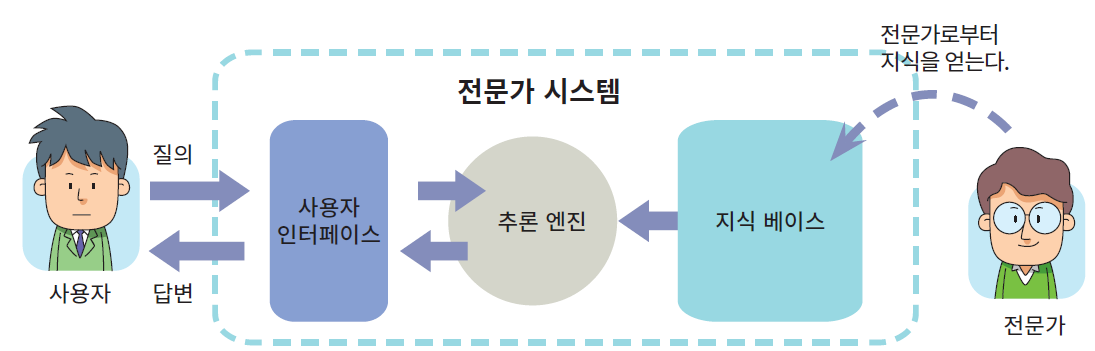 전문가로부터
지식을 얻는다.
전문가 시스템
질의
사용자
인터페이스
추론 엔진
지식 베이스
사용자
답변
전문가